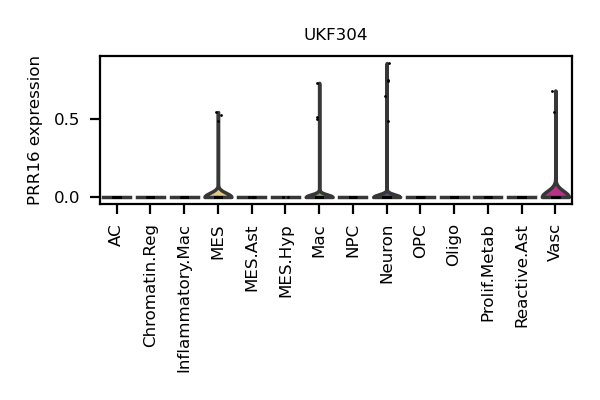 UKF304
PRR16 expression
0.5
0.0
AC
Chromatin.Reg
Inflammatory.Mac
MES
MES.Ast
MES.Hyp
Mac
NPC
Neuron
OPC
Oligo
Prolif.Metab
Reactive.Ast
Vasc